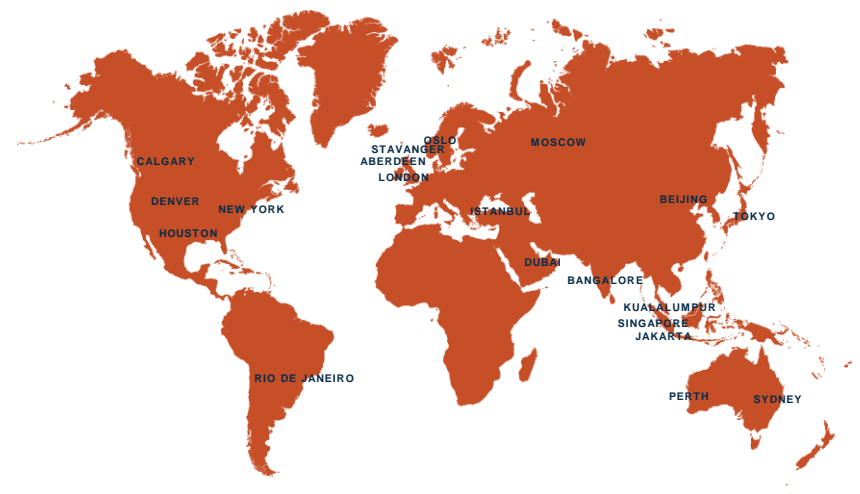 OSLO
MOSCOW
STAVANGER
CALGARY
ABERDEEN
LONDON
DENVER
BEIJING
NEW YORK
ISTANBUL
TOKYO
HOUSTON
DUBAI
BANGALORE
KUALALUMPUR
SINGAPORE
JAKARTA
RIO DE JANEIRO
PERTH
SYDNEY